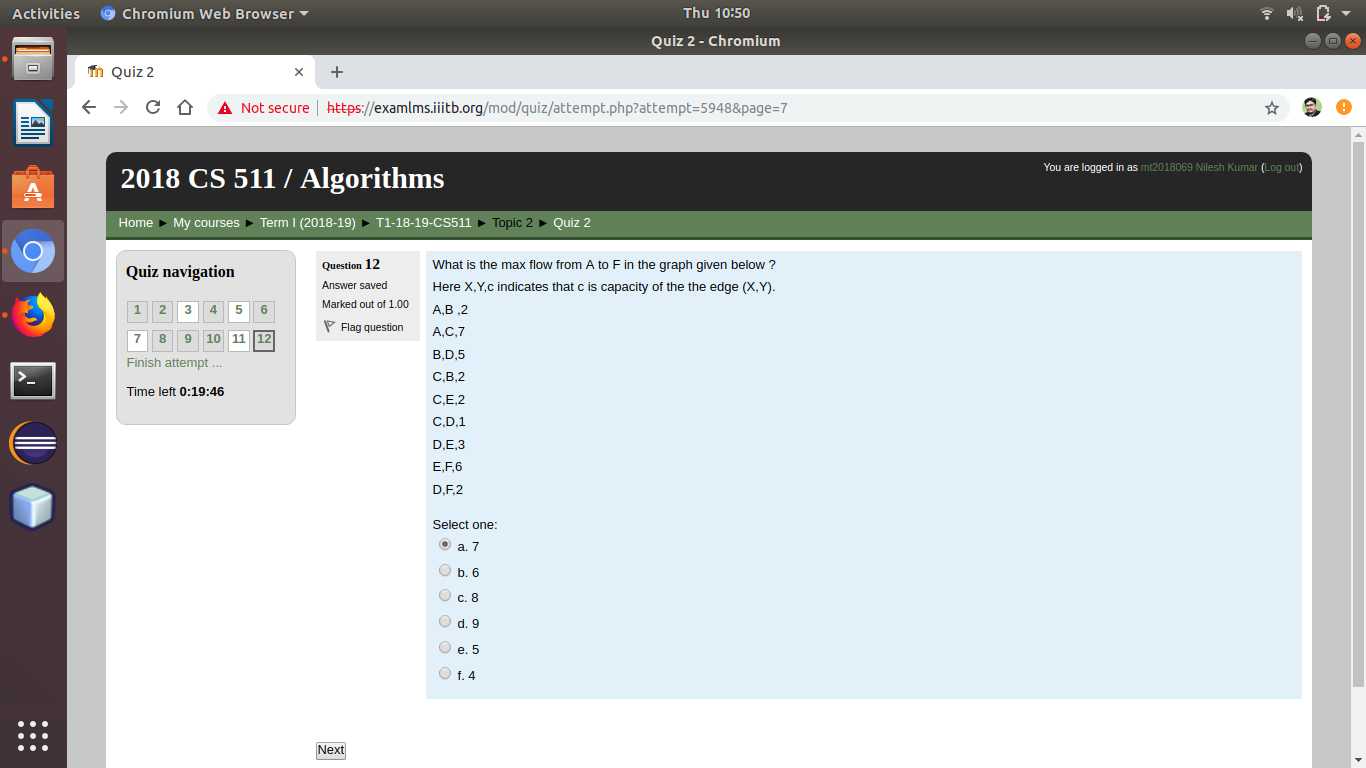 Activities
Chromium Web Browser
Thu 10:50
Quiz 2 - Chromium
Quiz 2
Not secure
https://examlms.iiitb.org/mod/quiz/attempt.php?attempt=5948&page=7
2018 CS 511 / Algorithms
You are logged in as mt2018069 Nilesh Kumar (Log out)
Home ► My courses ► Term I (2018-19) ► T1-18-19-CS511 ► Topic 2 ► Quiz 2
Quiz navigation
1 2 3 4 5 6
7 8 9 10 11 12
Finish attempt ...
Time left 0:19:46
Question 12
Answer saved
Marked out of 1.00
Flag question
What is the max flow from A to F in the graph given below ?
Here X,Y,c indicates that c is capacity of the the edge (X,Y).
A,B ,2
A,C,7
B,D,5
C,B,2
C,E,2
C,D,1
D,E,3
E,F,6
D,F,2
Select one:
a. 7
b. 6
c. 8
d. 9
e. 5
f. 4
Next